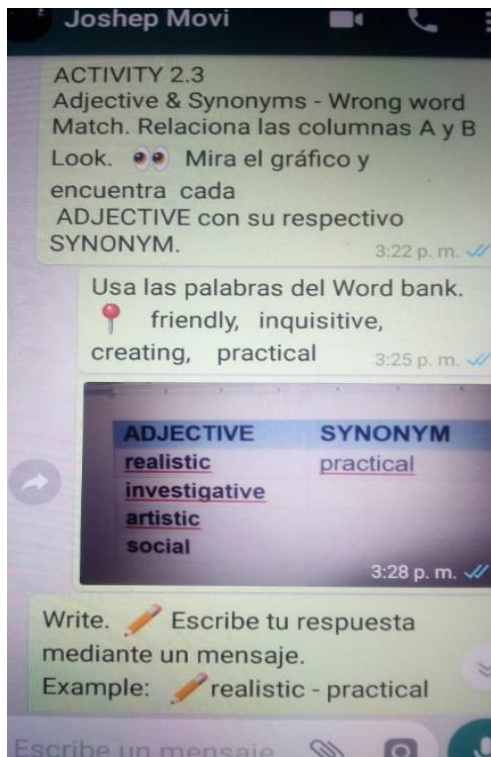 Joshep Movi
ACTIVITY 2.3
Adjective & Synonyms - Wrong word
Match. Relaciona las columnas A y B
Look. 👀 Mira el gráfico y
encuentra cada
ADJECTIVE con su respectivo
SYNONYM.
3:22 p. m.
Usa las palabras del Word bank.
📍 friendly, inquisitive,
creating, practical
3:25 p. m.
ADJECTIVE SYNONYM
realistic practical
investigative
artistic
social
3:28 p. m.
Write. ✏️ Escribe tu respuesta
mediante un mensaje.
Example: ✏️realistic - practical
Escribe un mensaje